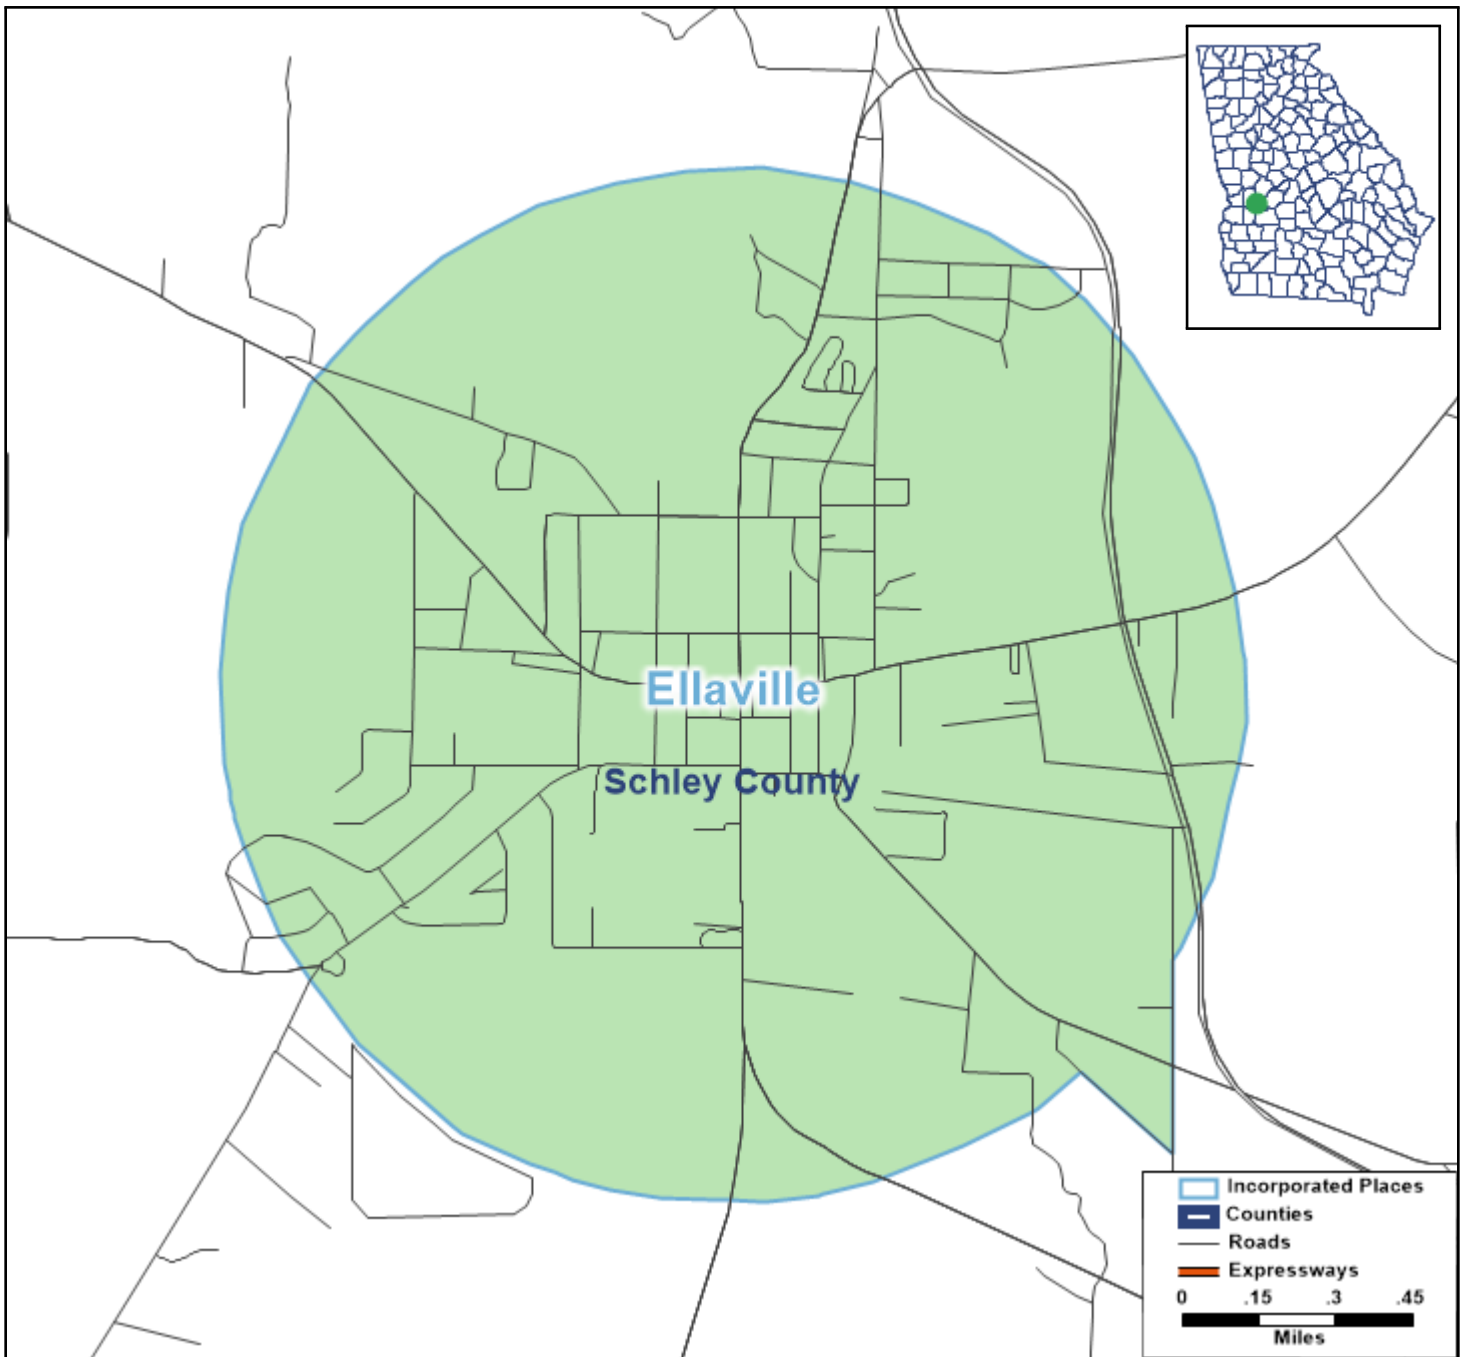 Ellaville
Schley County
Incorporated Places
Counties
Roads
Expressways
0 .15 .3 .45
Miles